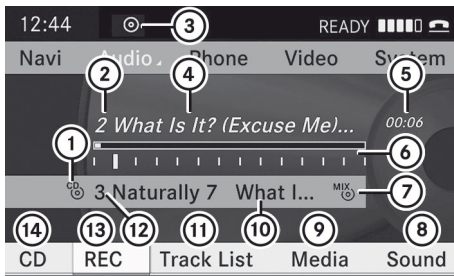 12:44 3 READY
Navi Audio Phone Video System
2 4 5
2 What Is It? (Excuse Me)... 00:06
1 6
CD 3 Naturally 7 What I... MIX 7
14 13 12 11 10 9 8
CD REC Track List Media Sound